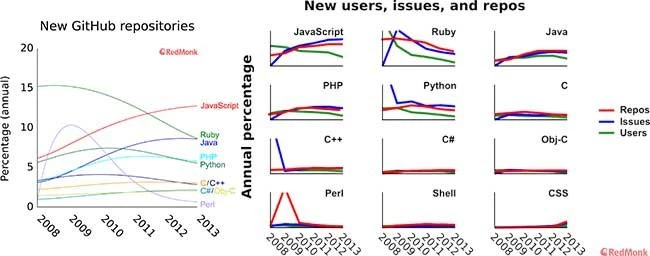 New GitHub repositories
RedMonk
Percentage (annual)
20
15
10
5
0
JavaScript
Ruby
Java
PHP
Python
C/C++
C#/Obj-C
Perl
2008
2009
2010
2011
2012
2013
New users, issues, and repos
Annual percentage
JavaScript
Ruby
Java
PHP
Python
C
C++
C#
Obj-C
Perl
Shell
CSS
2008
2009
2010
2011
2012
2013
2008
2009
2010
2011
2012
2013
2008
2009
2010
2011
2012
2013
Repos
Issues
Users
RedMonk